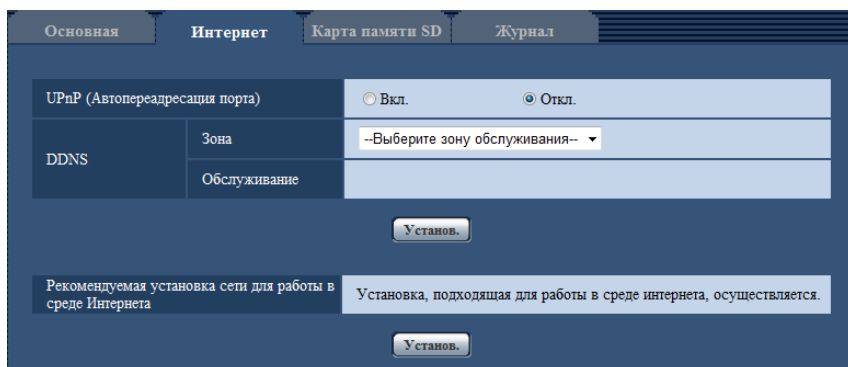 Основная Интернет Карта памяти SD Журнал
UPnP (Автопереадресация порта) Вкл. Откл.
DDNS
Зона --Выберите зону обслуживания--
Обслуживание
Установ.
Рекомендуемая установка сети для работы в
среде Интернета
Установка, подходящая для работы в среде интернета, осуществляется.
Установ.